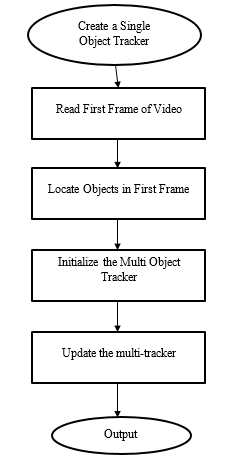 Create a Single
Object Tracker
Read First Frame of Video
Locate Objects in First Frame
Initialize the Multi Object
Tracker
Update the multi-tracker
Output